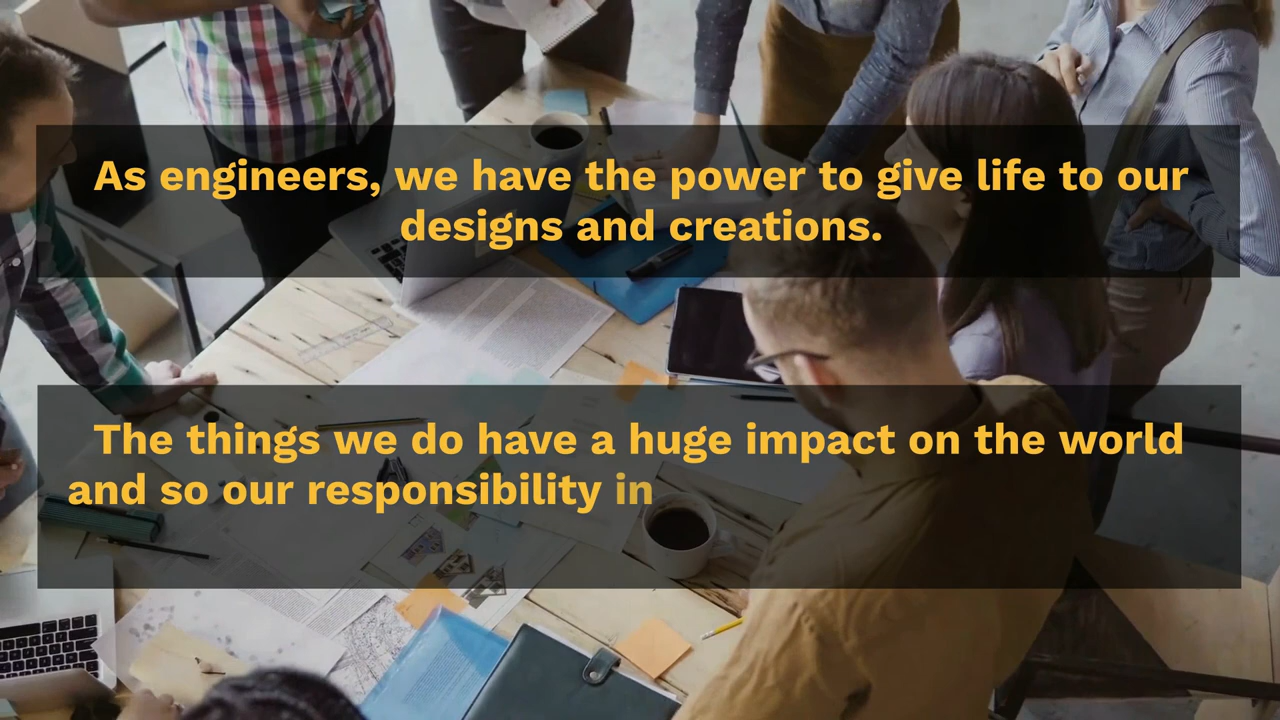 As engineers, we have the power to give life to our
designs and creations.
The things we do have a huge impact on the world
and so our responsibility in